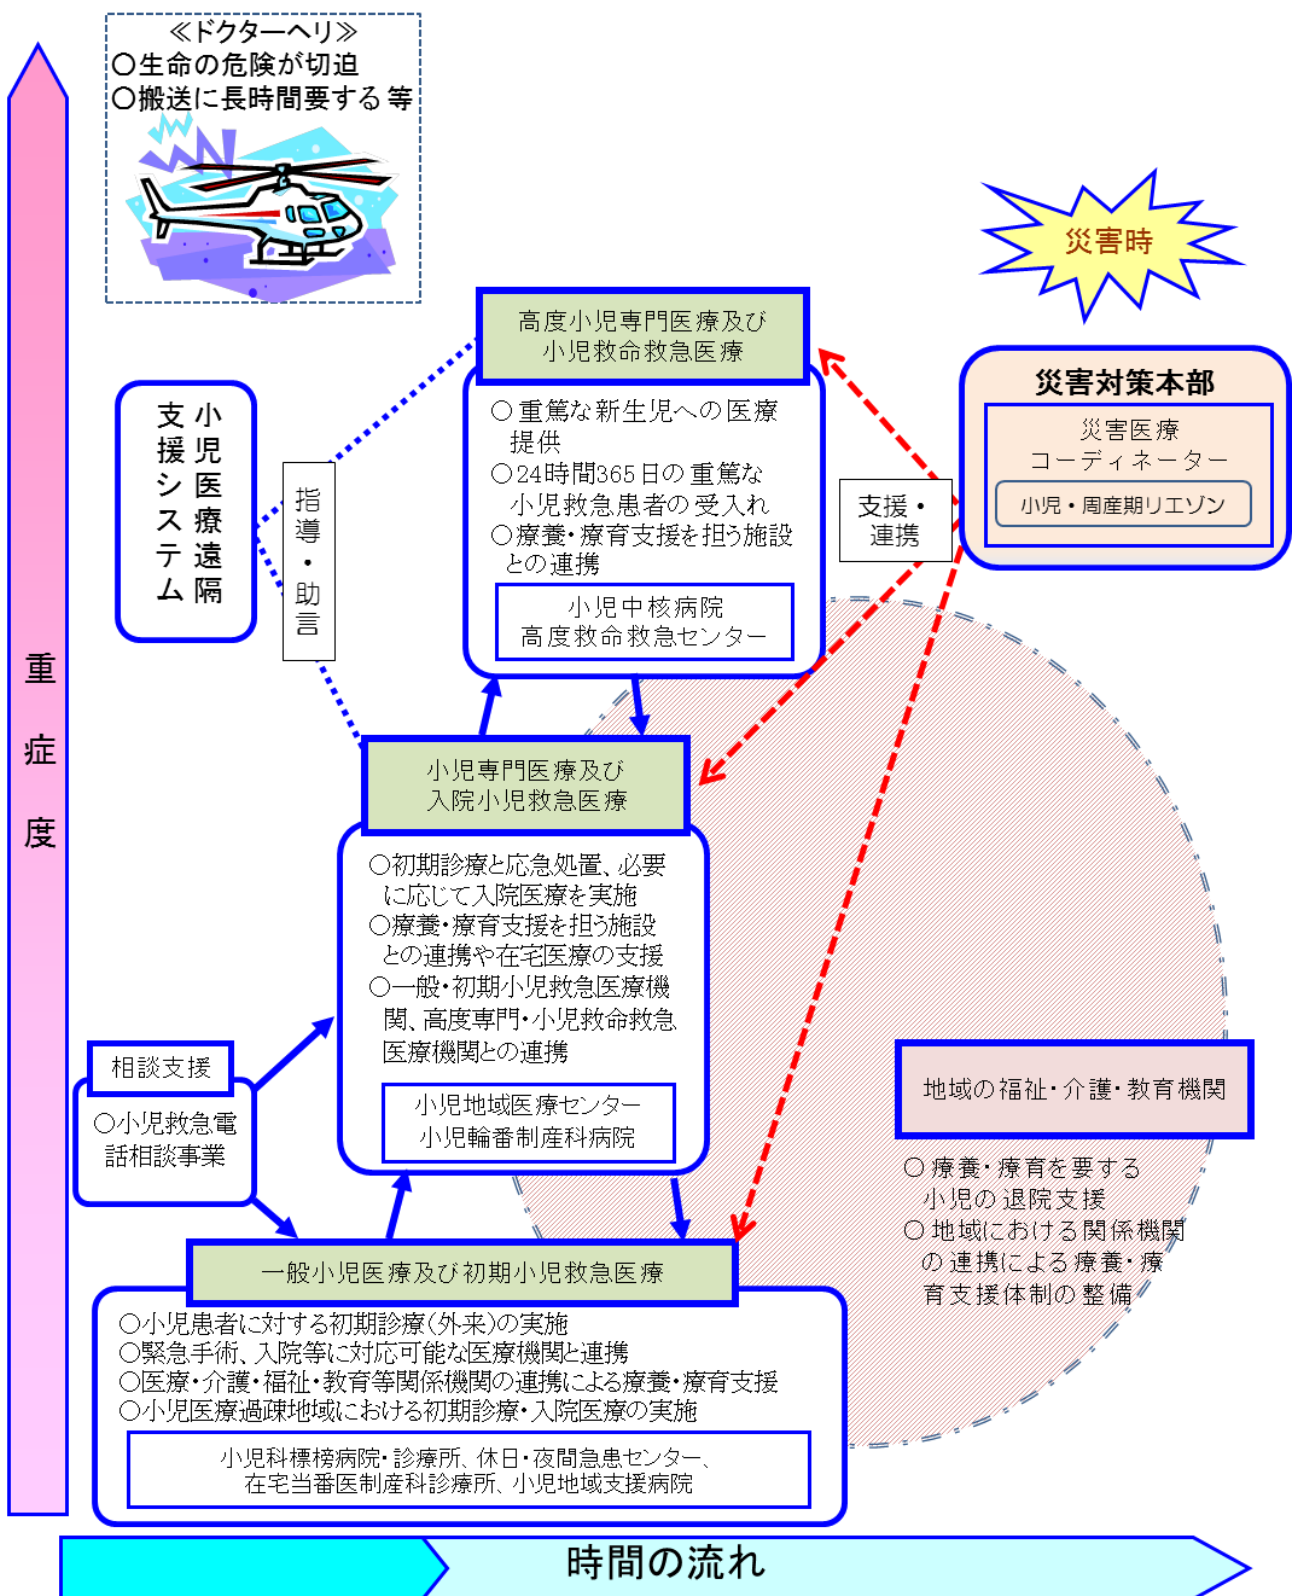 ≪ドクターヘリ≫
○生命の危険が切迫
○搬送に長時間要する等
災害時
高度小児専門医療及び
小児救命救急医療
○重篤な新生児への医療
提供
○24時間365日の重篤な
小児救急患者の受入れ
○療養・療育支援を担う施設
との連携
小児中核病院
高度救命救急センター
災害対策本部
災害医療
コーディネーター
小児・周産期リエゾン
支援・
連携
小児医療遠隔
支援システム
指導・助言
重症度
小児専門医療及び
入院小児救急医療
○初期診療と応急処置、必要
に応じて入院医療を実施
○療養・療育支援を担う施設
との連携や在宅医療の支援
○一般・初期小児救急医療機
関、高度専門・小児救命救急
医療機関との連携
小児地域医療センター
小児輪番制産科病院
相談支援
○小児救急電
話相談事業
地域の福祉・介護・教育機関
○療養・療育を要する
小児の退院支援
○地域における関係機関
の連携による療養・療
育支援体制の整備
一般小児医療及び初期小児救急医療
○小児患者に対する初期診療(外来)の実施
○緊急手術、入院等に対応可能な医療機関と連携
○医療・介護・福祉・教育等関係機関の連携による療養・療育支援
○小児医療過疎地域における初期診療・入院医療の実施
小児科標榜病院・診療所、休日・夜間急患センター、
在宅当番医制産科診療所、小児地域支援病院
時間の流れ